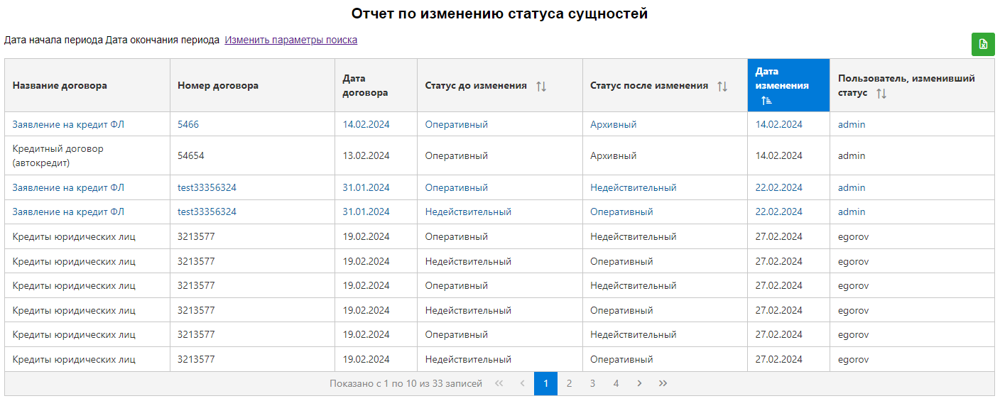 Отчет по изменению статуса сущностей
Дата начала периода Дата окончания периода Изменить параметры поиска
Название договора Номер договора Дата договора Статус до изменения Статус после изменения Дата изменения Пользователь, изменивший статус
Заявление на кредит ФЛ 5466 14.02.2024 Оперативный Архивный 14.02.2024 admin
Кредитный договор (автокредит) 54654 13.02.2024 Оперативный Архивный 14.02.2024 admin
Заявление на кредит ФЛ test33356324 31.01.2024 Оперативный Недействительный 22.02.2024 admin
Заявление на кредит ФЛ test33356324 31.01.2024 Недействительный Оперативный 22.02.2024 admin
Кредиты юридических лиц 3213577 19.02.2024 Оперативный Недействительный 27.02.2024 egorov
Кредиты юридических лиц 3213577 19.02.2024 Недействительный Оперативный 27.02.2024 egorov
Кредиты юридических лиц 3213577 19.02.2024 Оперативный Недействительный 27.02.2024 egorov
Кредиты юридических лиц 3213577 19.02.2024 Недействительный Оперативный 27.02.2024 egorov
Кредиты юридических лиц 3213577 19.02.2024 Оперативный Недействительный 27.02.2024 egorov
Кредиты юридических лиц 3213577 19.02.2024 Недействительный Оперативный 27.02.2024 egorov
Показано с 1 по 10 из 33 записей 1 2 3 4